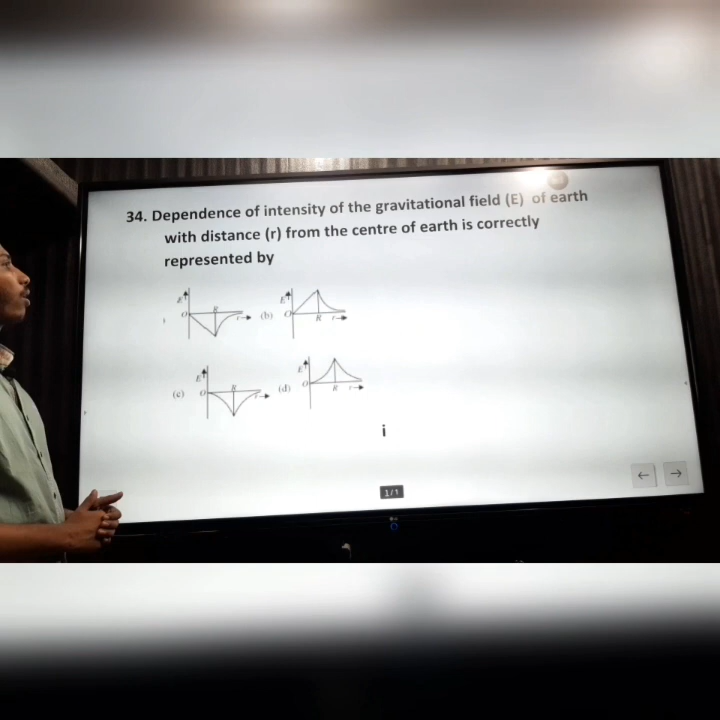 34. Dependence of intensity of the gravitational field (E) of earth
with distance (r) from the centre of earth is correctly
represented by
E O R r
(b) E O R r
(c) E O R r
(d) E O R r
i
1/1
← →